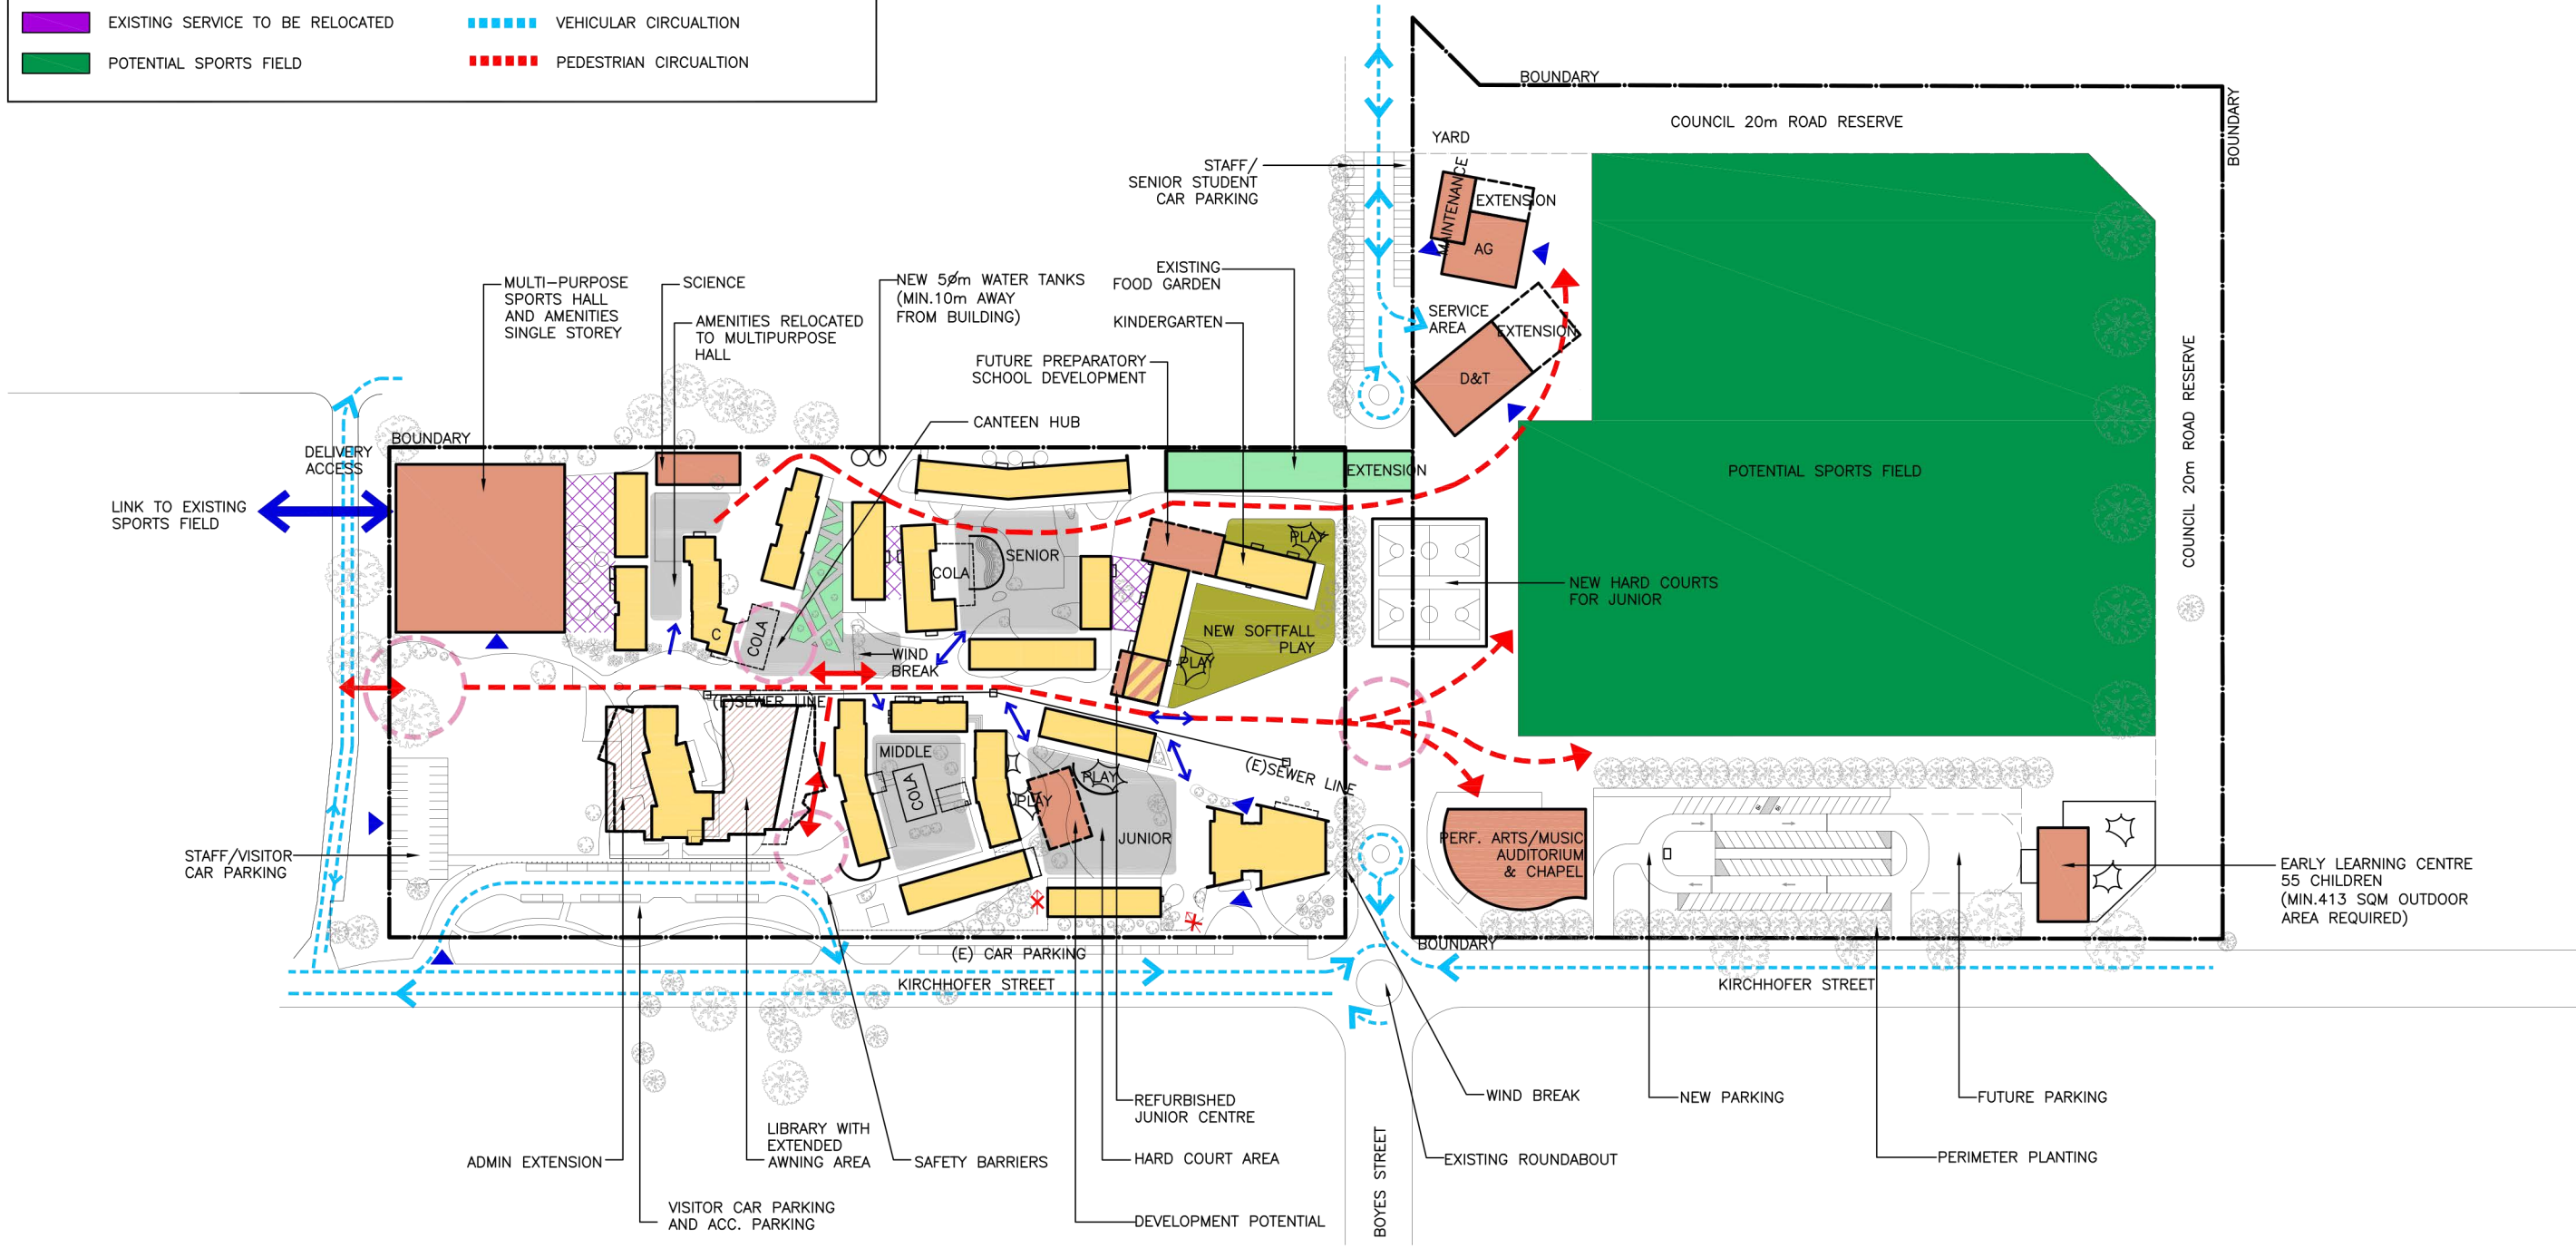 EXISTING SERVICE TO BE RELOCATED
VEHICULAR CIRCUALTION
POTENTIAL SPORTS FIELD
PEDESTRIAN CIRCUALTION
BOUNDARY
BOUNDARY
COUNCIL 20m ROAD RESERVE
YARD
STAFF/
SENIOR STUDENT
CAR PARKING
MAINTENANCE
EXTENSION
AG
MULTI-PURPOSE
SPORTS HALL
AND AMENITIES
SINGLE STOREY
SCIENCE
AMENITIES RELOCATED
TO MULTIPURPOSE
HALL
NEW 5Øm WATER TANKS
(MIN.10m AWAY
FROM BUILDING)
EXISTING
FOOD GARDEN
KINDERGARTEN
FUTURE PREPARATORY
SCHOOL DEVELOPMENT
CANTEEN HUB
SERVICE
AREA
EXTENSION
D&T
COUNCIL 20m ROAD RESERVE
BOUNDARY
DELIVERY
ACCESS
LINK TO EXISTING
SPORTS FIELD
EXTENSION
POTENTIAL SPORTS FIELD
PLAY
SENIOR
COLA
NEW HARD COURTS
FOR JUNIOR
C
COLA
NEW SOFTFALL
PLAY
PLAY
WIND
BREAK
(E)SEWER LINE
MIDDLE
COLA
PLAY
PLAY
JUNIOR
(E)SEWER LINE
PERF. ARTS/MUSIC
AUDITORIUM
& CHAPEL
STAFF/VISITOR
CAR PARKING
EARLY LEARNING CENTRE
55 CHILDREN
(MIN.413 SQM OUTDOOR
AREA REQUIRED)
BOUNDARY
(E) CAR PARKING
KIRCHHOFER STREET
KIRCHHOFER STREET
REFURBISHED
JUNIOR CENTRE
WIND BREAK
NEW PARKING
FUTURE PARKING
LIBRARY WITH
EXTENDED
AWNING AREA
ADMIN EXTENSION
SAFETY BARRIERS
HARD COURT AREA
EXISTING ROUNDABOUT
PERIMETER PLANTING
VISITOR CAR PARKING
AND ACC. PARKING
DEVELOPMENT POTENTIAL
BOYES STREET